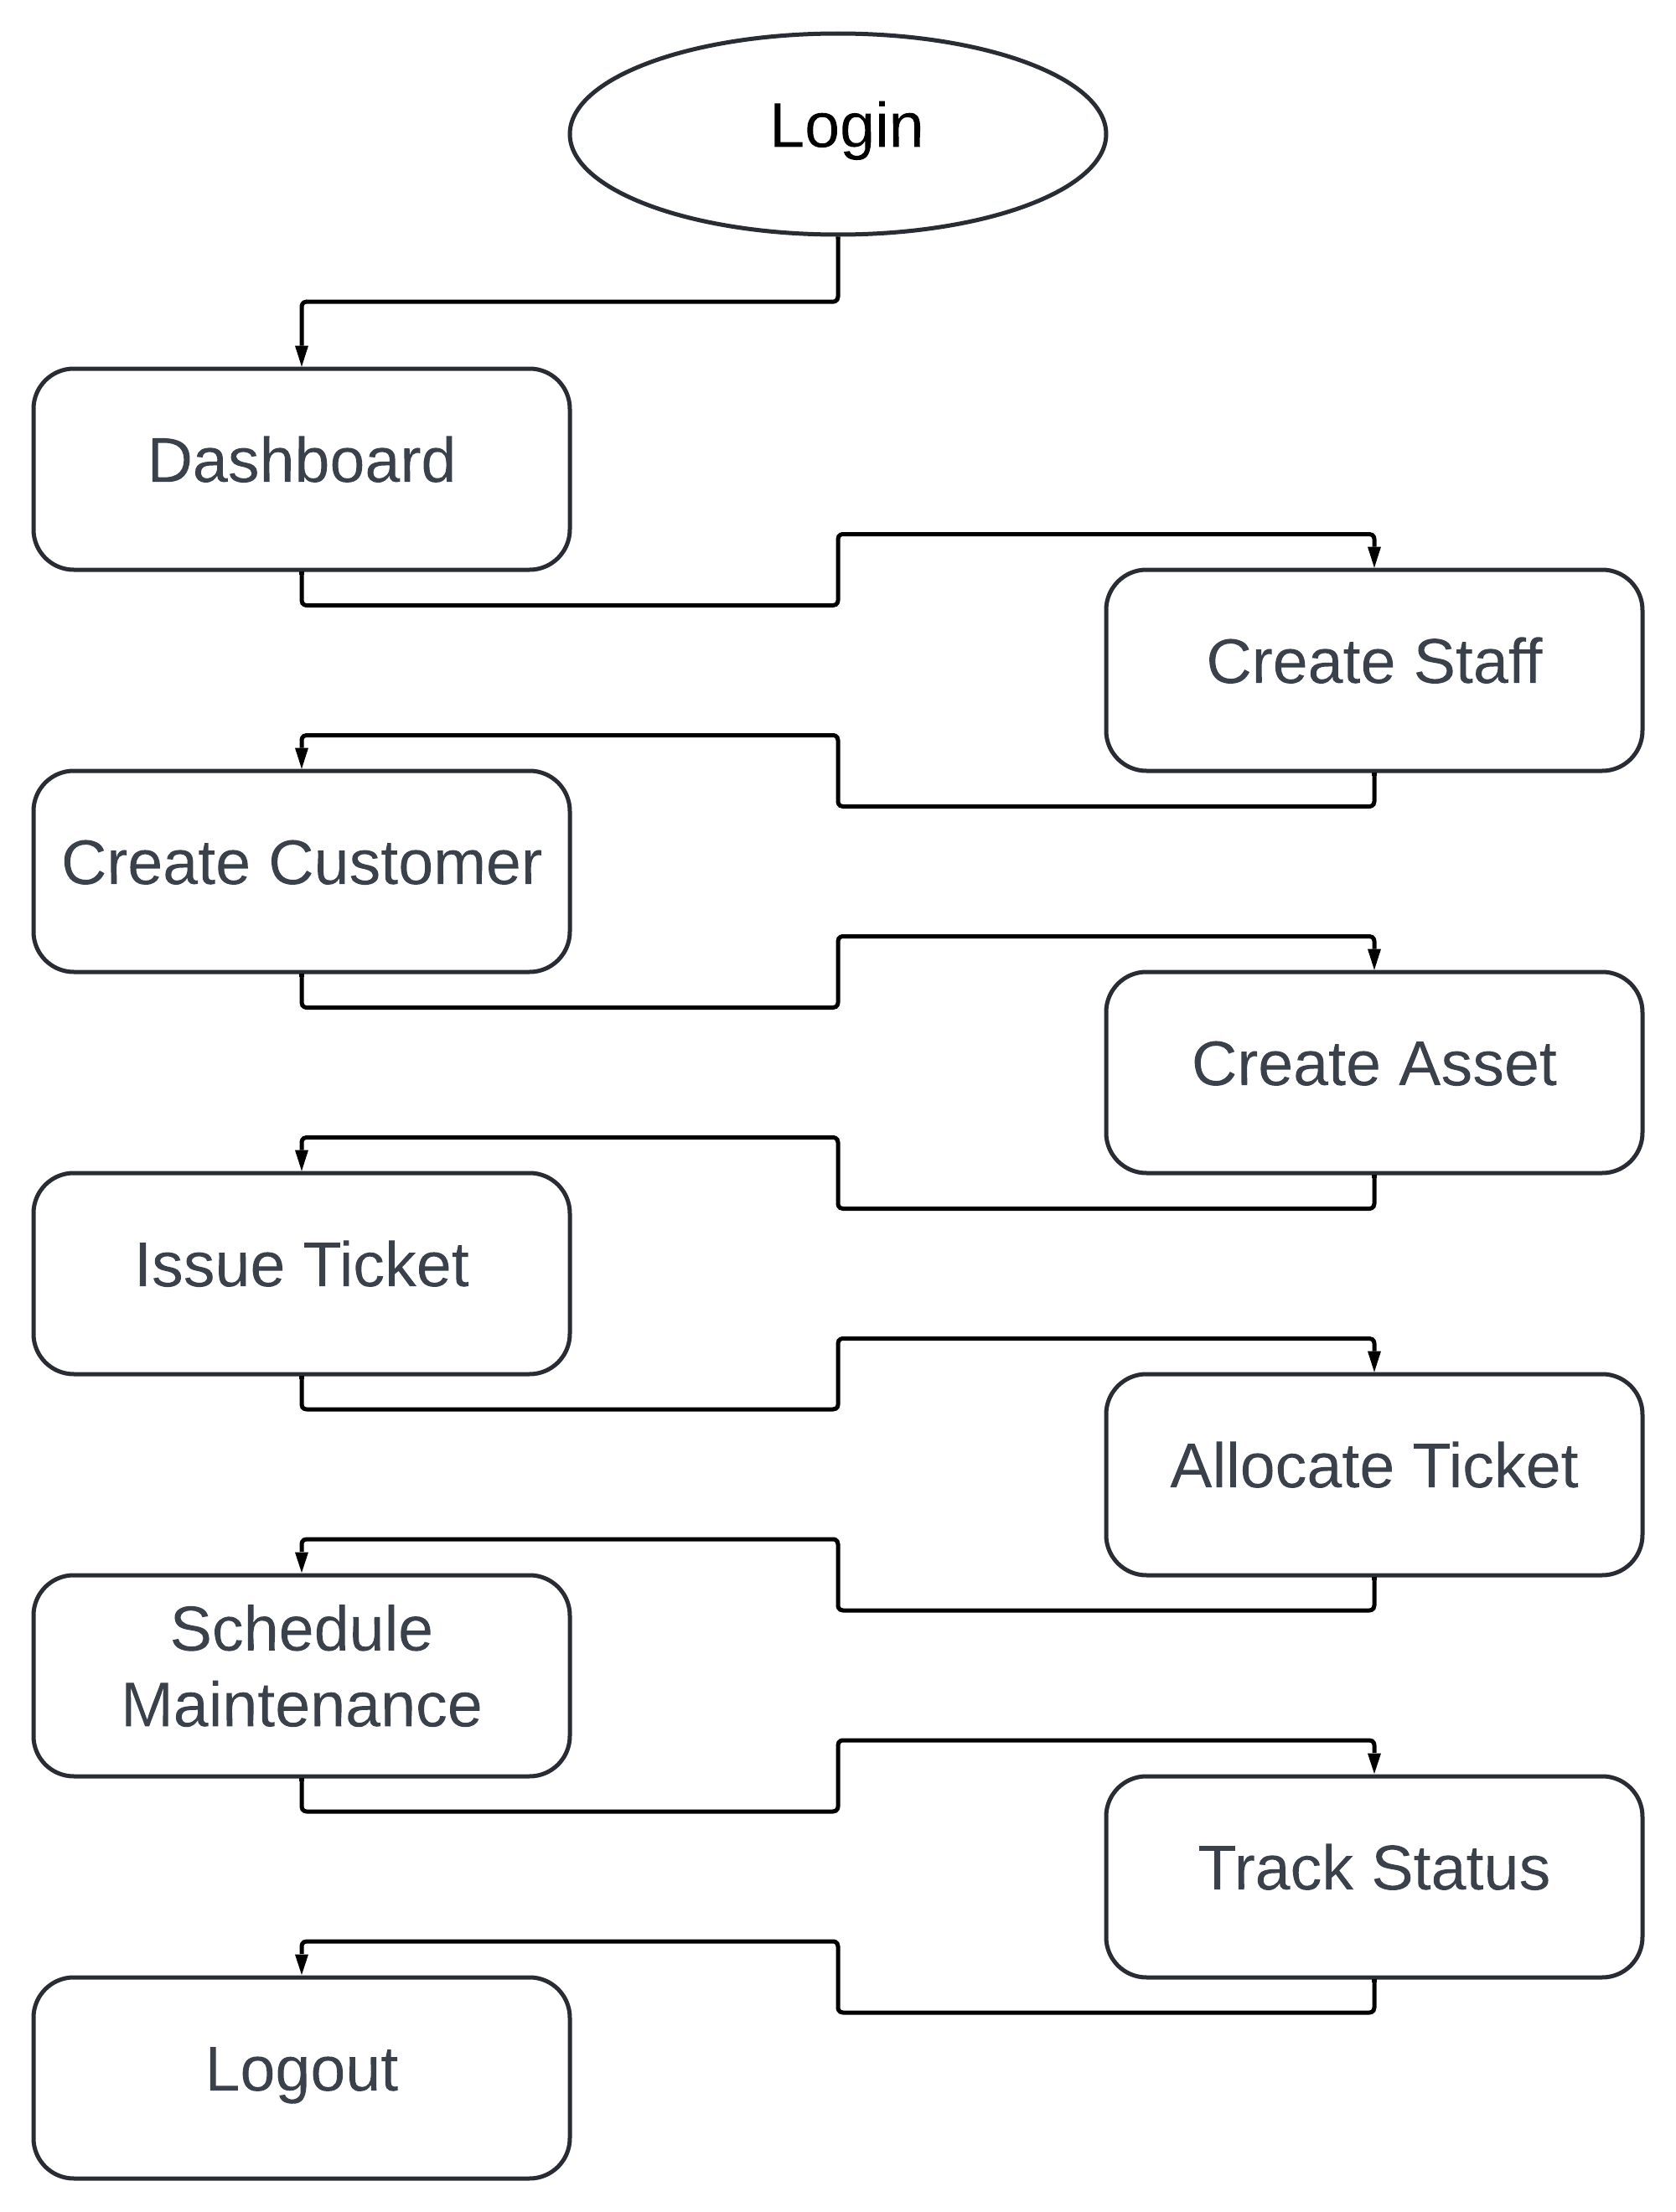 Login
Dashboard
Create Staff
Create Customer
Create Asset
Issue Ticket
Allocate Ticket
Schedule
Maintenance
Track Status
Logout